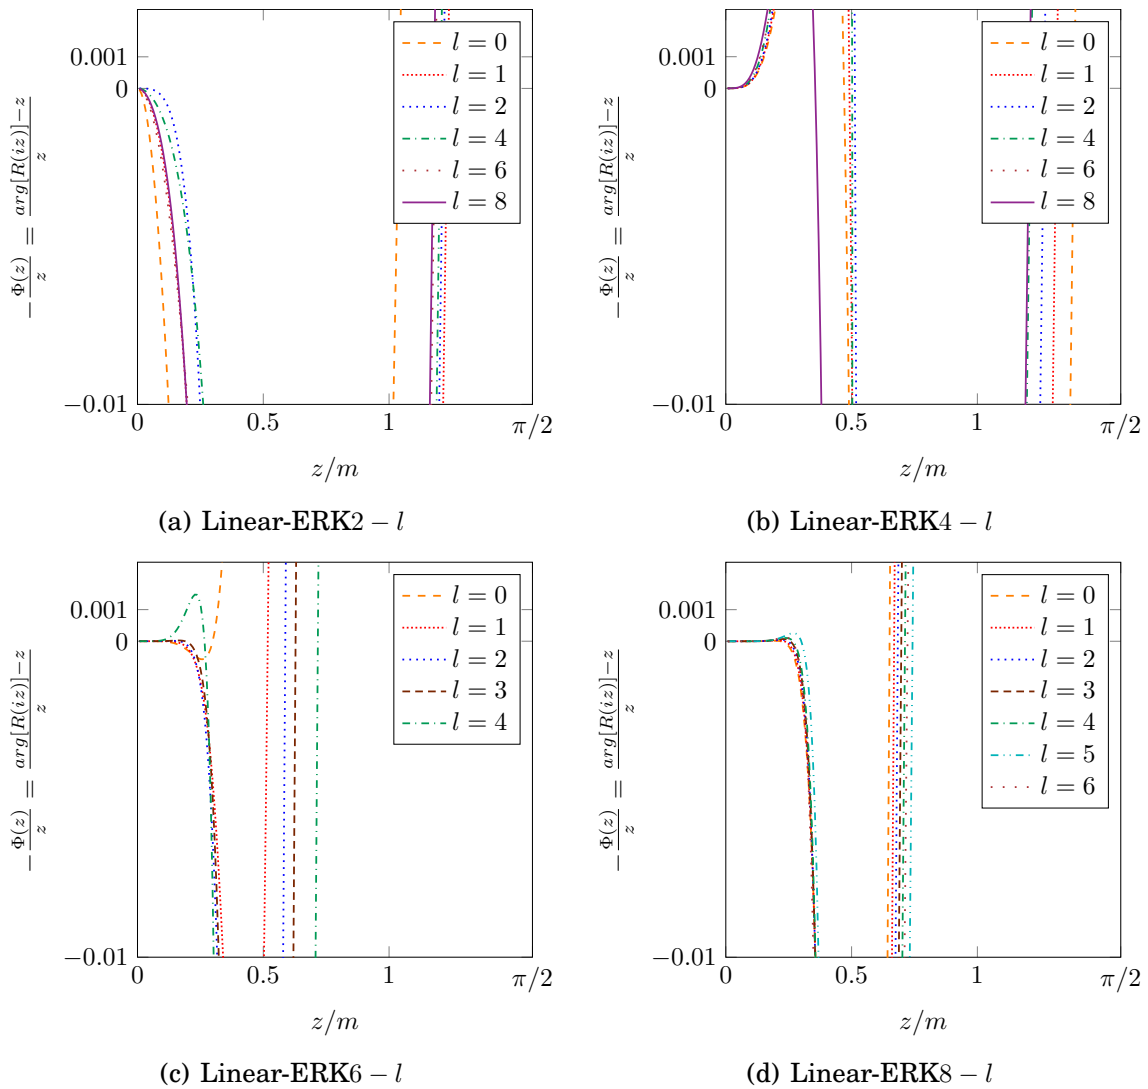 0.001
0
−0.01
− Φ(z)/z = arg[R(iz)]−z/z
l = 0
l = 1
l = 2
l = 4
l = 6
l = 8
0 0.5 1 π/2
z/m
(a) Linear-ERK2 − l
0.001
0
−0.01
− Φ(z)/z = arg[R(iz)]−z/z
l = 0
l = 1
l = 2
l = 4
l = 6
l = 8
0 0.5 1 π/2
z/m
(b) Linear-ERK4 − l
0.001
0
−0.01
− Φ(z)/z = arg[R(iz)]−z/z
l = 0
l = 1
l = 2
l = 3
l = 4
0 0.5 1 π/2
z/m
(c) Linear-ERK6 − l
0.001
0
−0.01
− Φ(z)/z = arg[R(iz)]−z/z
l = 0
l = 1
l = 2
l = 3
l = 4
l = 5
l = 6
0 0.5 1 π/2
z/m
(d) Linear-ERK8 − l